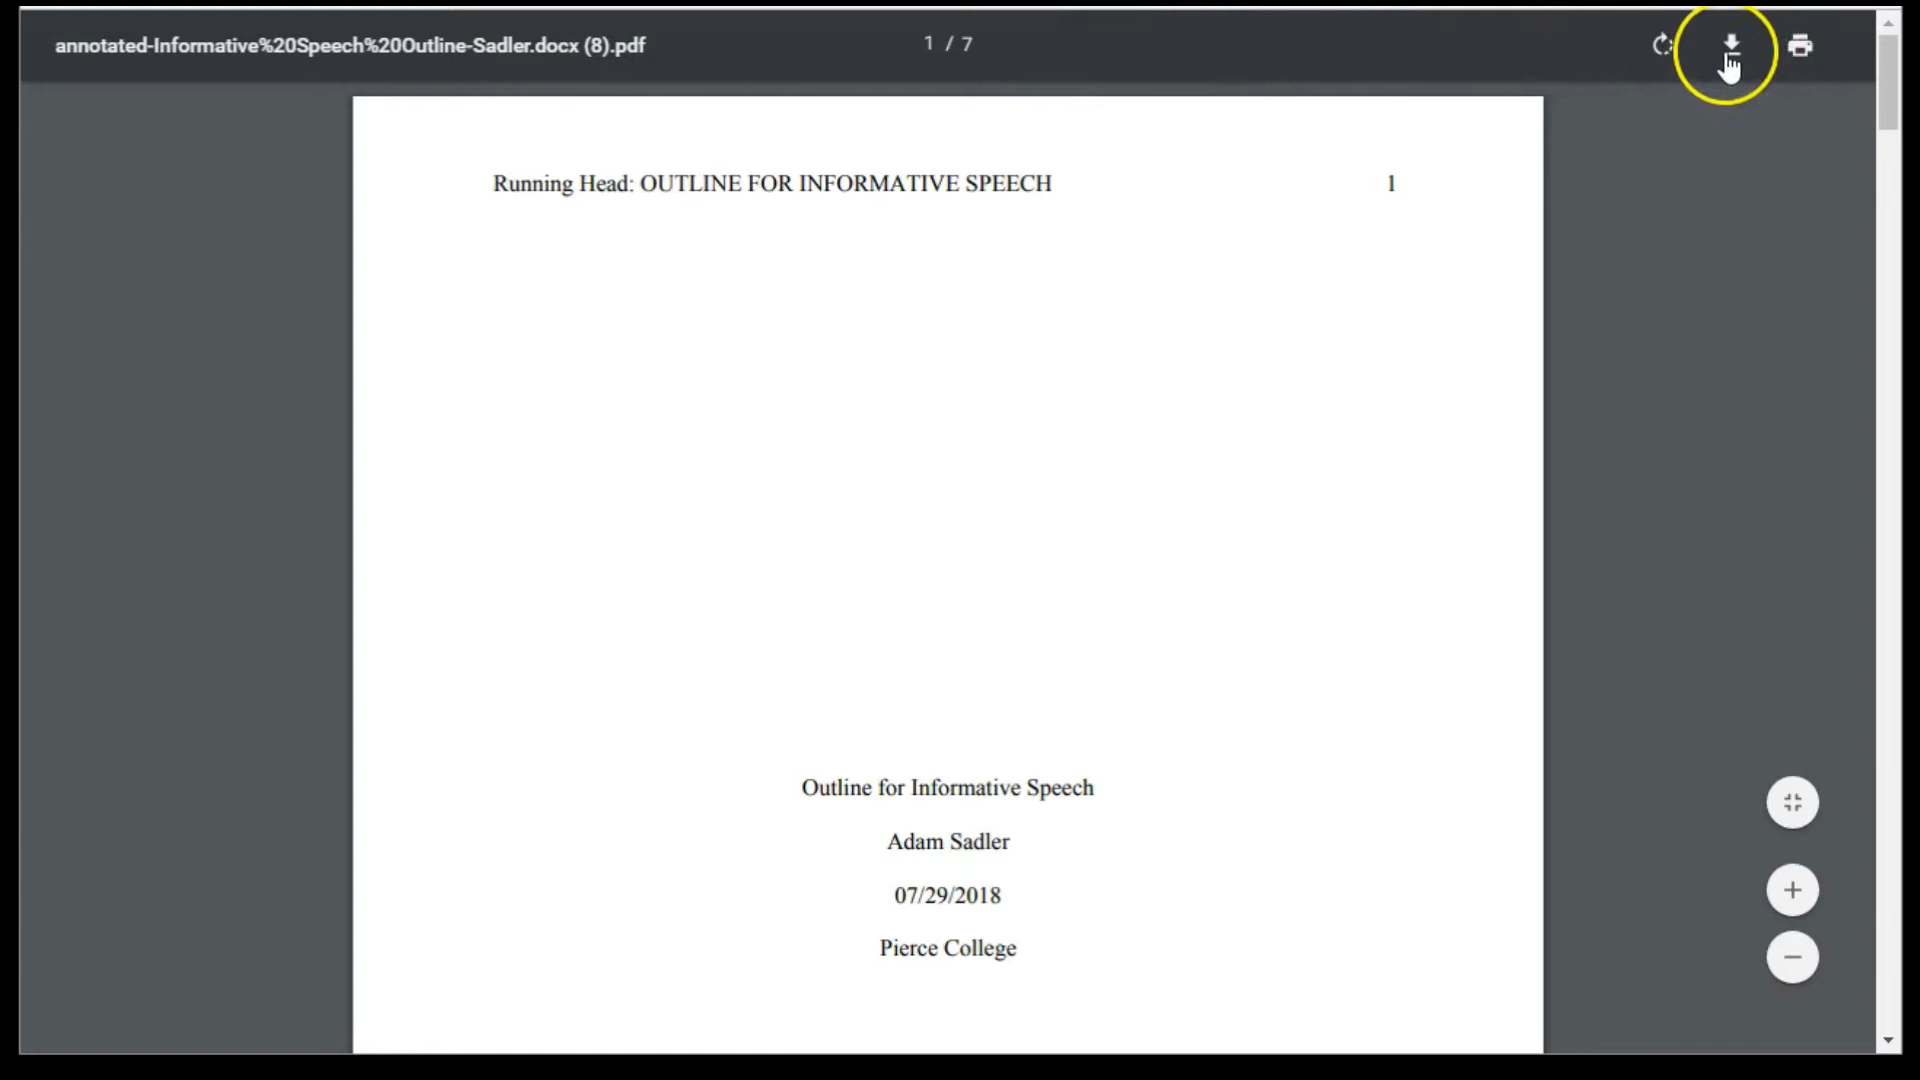 annotated-Informative%20Speech%20Outline-Sadler.docx (8).pdf
1 / 7
Running Head: OUTLINE FOR INFORMATIVE SPEECH 1
Outline for Informative Speech
Adam Sadler
07/29/2018
Pierce College